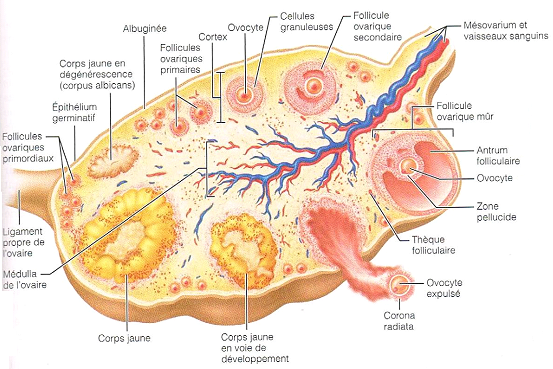 Albuginée
Cortex
Ovocyte
Cellules
granuleuses
Follicule
ovarique
secondaire
Mésovarium et
vaisseaux sanguins
Corps jaune en
dégénérescence
(corpus albicans)
Follicules
ovariques
primaires
Épithélium
germinatif
Follicules
ovariques
primordiaux
Follicule
ovarique mûr
Antrum
folliculaire
Ovocyte
Zone
pellucide
Ligament
propre de
l'ovaire
Médulla
de l'ovaire
Thèque
folliculaire
Ovocyte
expulsé
Corona
radiata
Corps jaune
Corps jaune
en voie de
développement